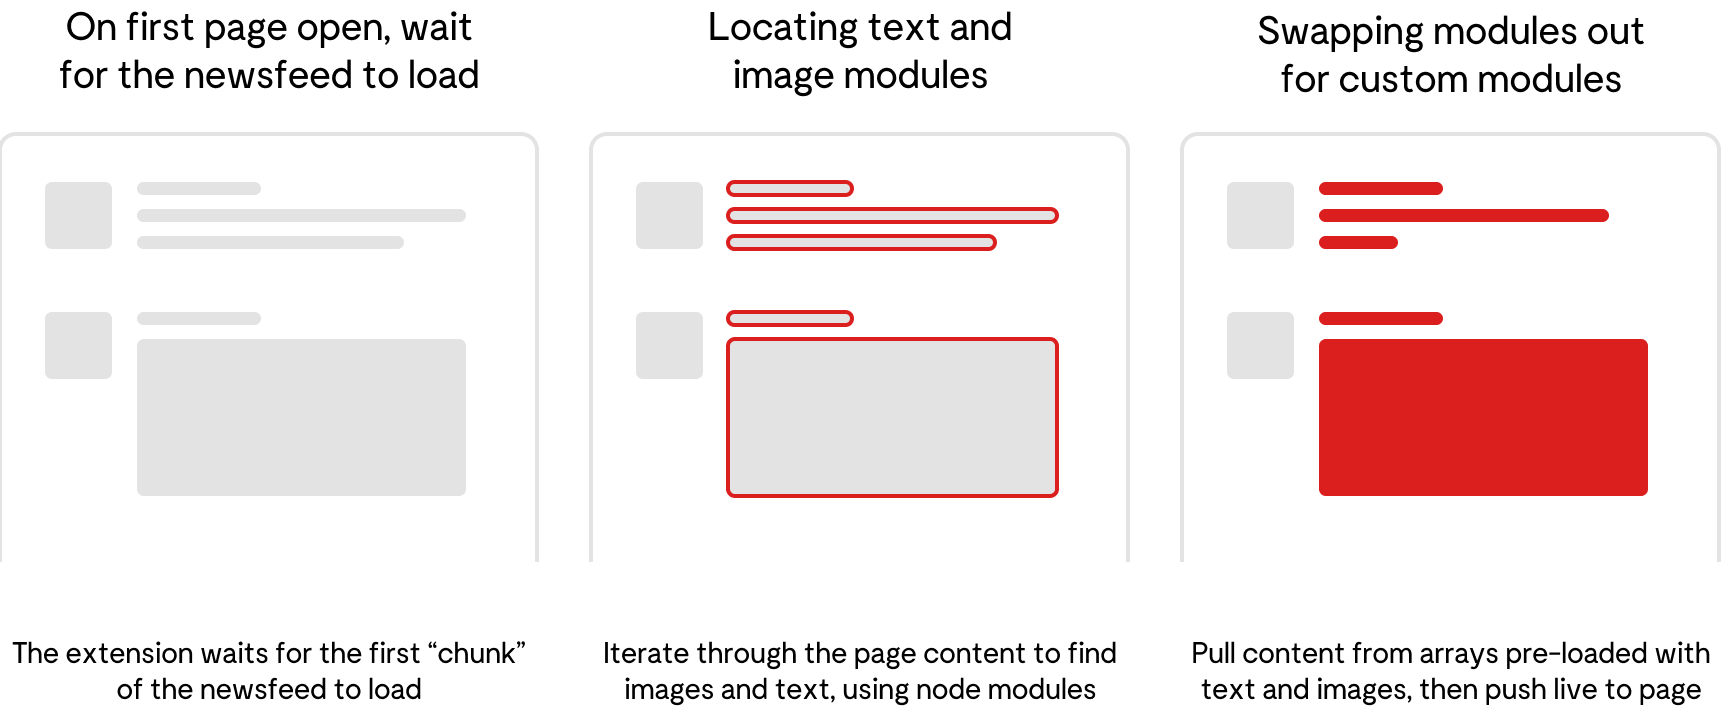 On first page open, wait
for the newsfeed to load
Locating text and
image modules
Swapping modules out
for custom modules
The extension waits for the first “chunk”
of the newsfeed to load
Iterate through the page content to find
images and text, using node modules
Pull content from arrays pre-loaded with
text and images, then push live to page